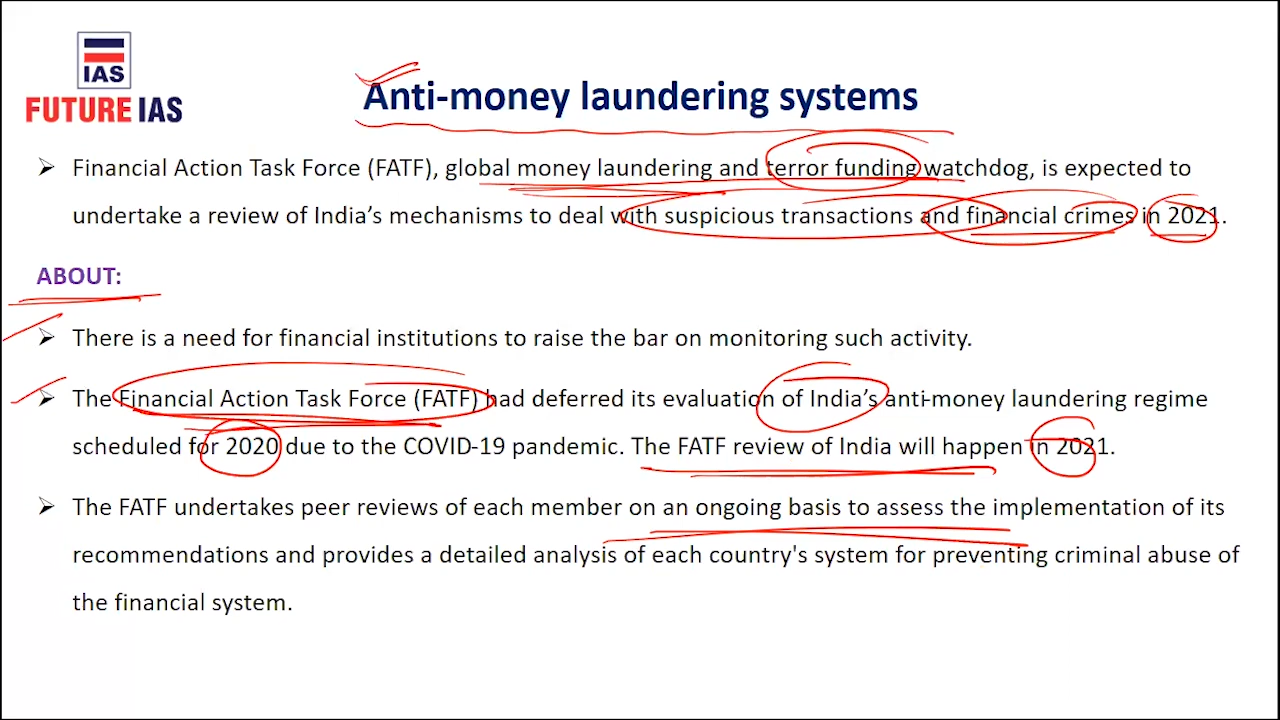 IAS
FUTURE IAS
Anti-money laundering systems
➢ Financial Action Task Force (FATF), global money laundering and terror funding watchdog, is expected to
undertake a review of India’s mechanisms to deal with suspicious transactions and financial crimes in 2021.
ABOUT:
➢ There is a need for financial institutions to raise the bar on monitoring such activity.
➢ The Financial Action Task Force (FATF) had deferred its evaluation of India’s anti-money laundering regime
scheduled for 2020 due to the COVID-19 pandemic. The FATF review of India will happen in 2021.
➢ The FATF undertakes peer reviews of each member on an ongoing basis to assess the implementation of its
recommendations and provides a detailed analysis of each country's system for preventing criminal abuse of
the financial system.